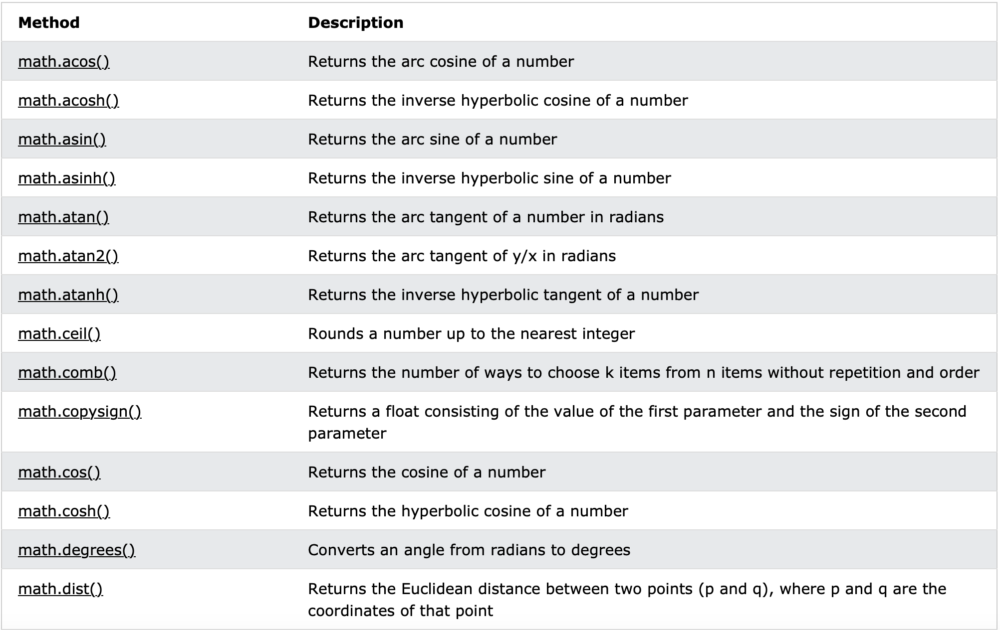 Method Description
math.acos() Returns the arc cosine of a number
math.acosh() Returns the inverse hyperbolic cosine of a number
math.asin() Returns the arc sine of a number
math.asinh() Returns the inverse hyperbolic sine of a number
math.atan() Returns the arc tangent of a number in radians
math.atan2() Returns the arc tangent of y/x in radians
math.atanh() Returns the inverse hyperbolic tangent of a number
math.ceil() Rounds a number up to the nearest integer
math.comb() Returns the number of ways to choose k items from n items without repetition and order
math.copysign() Returns a float consisting of the value of the first parameter and the sign of the second
parameter
math.cos() Returns the cosine of a number
math.cosh() Returns the hyperbolic cosine of a number
math.degrees() Converts an angle from radians to degrees
math.dist() Returns the Euclidean distance between two points (p and q), where p and q are the
coordinates of that point